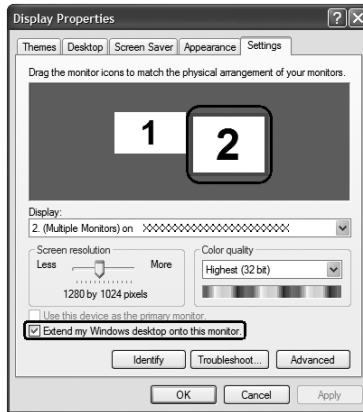 Display Properties
Themes Desktop Screen Saver Appearance Settings
Drag the monitor icons to match the physical arrangement of your monitors.
1 2
Display:
2. (Multiple Monitors) on XXXXXXXXXXXXXXXXXXXXXXXX
Screen resolution Color quality
Less More Highest (32 bit)
1280 by 1024 pixels
Use this device as the primary monitor.
Extend my Windows desktop onto this monitor.
Identify Troubleshoot... Advanced
OK Cancel Apply